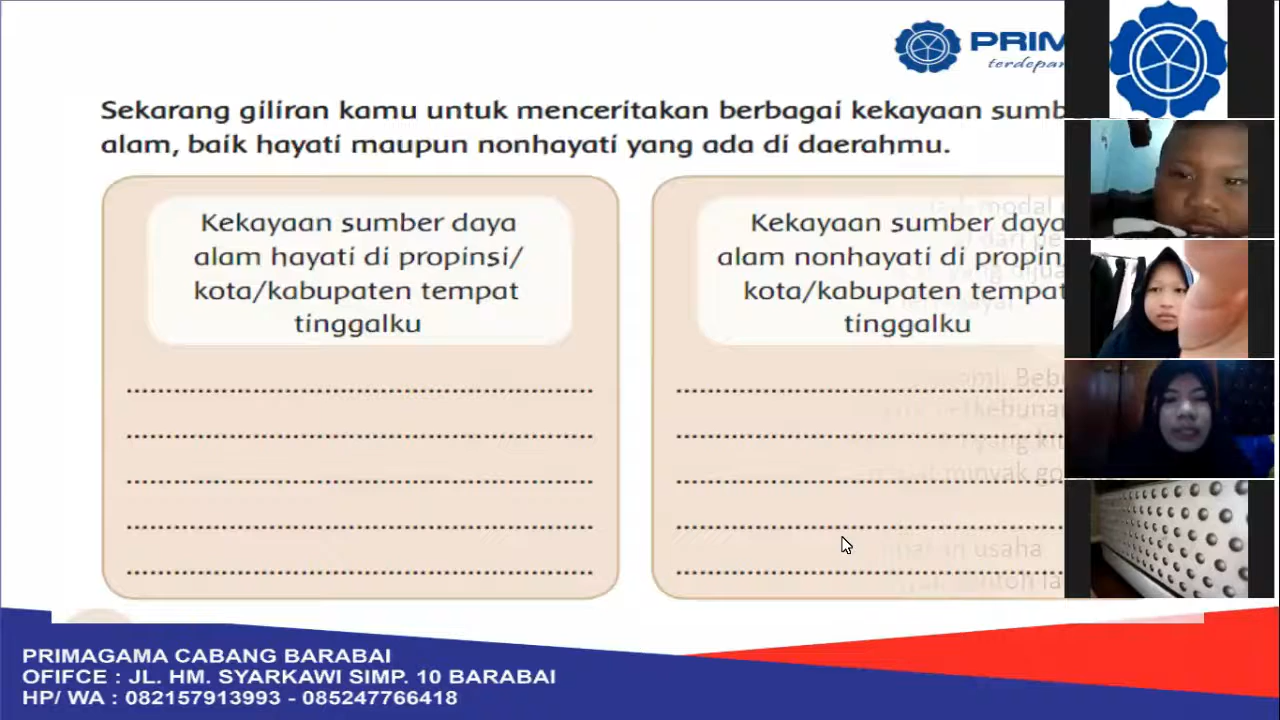 PRIM
terdepan
Sekarang giliran kamu untuk menceritakan berbagai kekayaan sumb
alam, baik hayati maupun nonhayati yang ada di daerahmu.
Kekayaan sumber daya
alam hayati di propinsi/
kota/kabupaten tempat
tinggalku
Kekayaan sumber daya
alam nonhayati di propin
kota/kabupaten tempat
tinggalku
PRIMAGAMA CABANG BARABAI
OFIFCE : JL. HM. SYARKAWI SIMP. 10 BARABAI
HP/ WA : 082157913993 - 085247766418